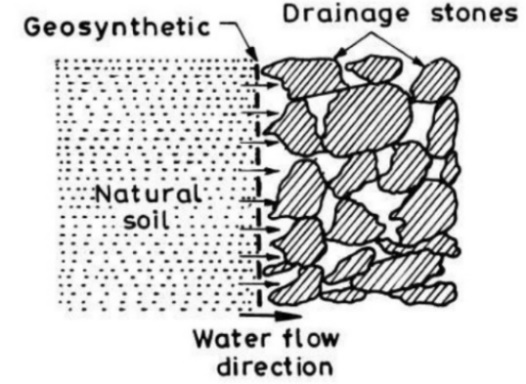 Drainage stones
Geosynthetic
Natural
soil
Water flow
direction